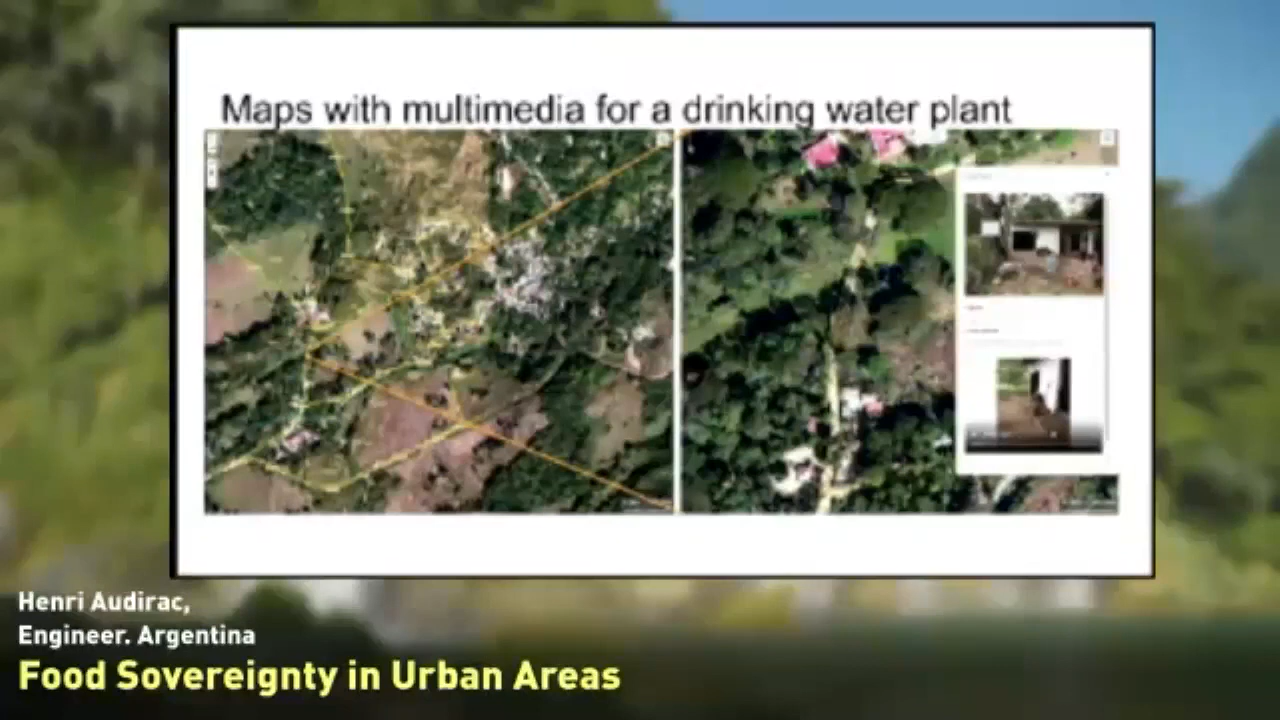 Maps with multimedia for a drinking water plant
Henri Audirac,
Engineer. Argentina
Food Sovereignty in Urban Areas